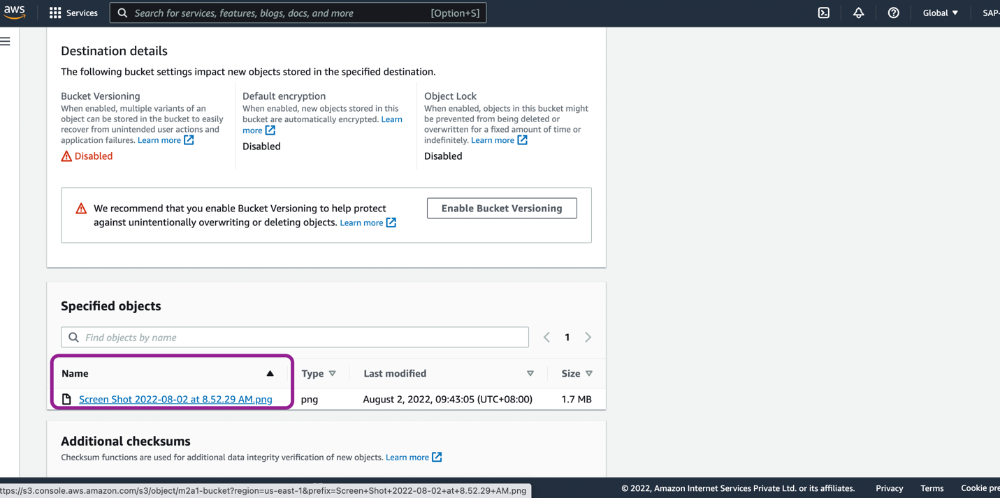 aws
Services
Search for services, features, blogs, docs, and more
[Option+S]
Global
SAP-
Destination details
The following bucket settings impact new objects stored in the specified destination.
Bucket Versioning
When enabled, multiple variants of an
object can be stored in the bucket to easily
recover from unintended user actions and
application failures. Learn more
Disabled
Default encryption
When enabled, new objects stored in this
bucket are automatically encrypted. Learn
more
Disabled
Object Lock
When enabled, objects in this bucket might
be prevented from being deleted or
overwritten for a fixed amount of time or
indefinitely. Learn more
Disabled
We recommend that you enable Bucket Versioning to help protect
against unintentionally overwriting or deleting objects. Learn more
Enable Bucket Versioning
Specified objects
Find objects by name
1
Name
Type
Last modified
Size
Screen Shot 2022-08-02 at 8.52.29 AM.png
png
August 2, 2022, 09:43:05 (UTC+08:00)
1.7 MB
Additional checksums
Checksum functions are used for additional data integrity verification of new objects. Learn more
ttps://s3.console.aws.amazon.com/s3/object/m2a1-bucket?region=us-east-1&prefix=Screen+Shot+2022-08-02+at+8.52.29+AM.png
© 2022, Amazon Internet Services Private Ltd. or its affiliates.
Privacy
Terms
Cookie pre